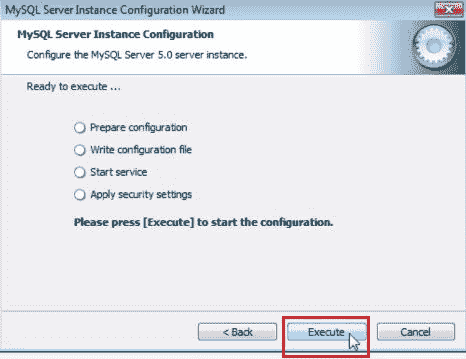 MySQL Server Instance Configuration Wizard
MySQL Server Instance Configuration
Configure the MySQL Server 5.0 server instance.
Ready to execute ...
Prepare configuration
Write configuration file
Start service
Apply security settings
Please press [Execute] to start the configuration.
< Back
Execute
Cancel